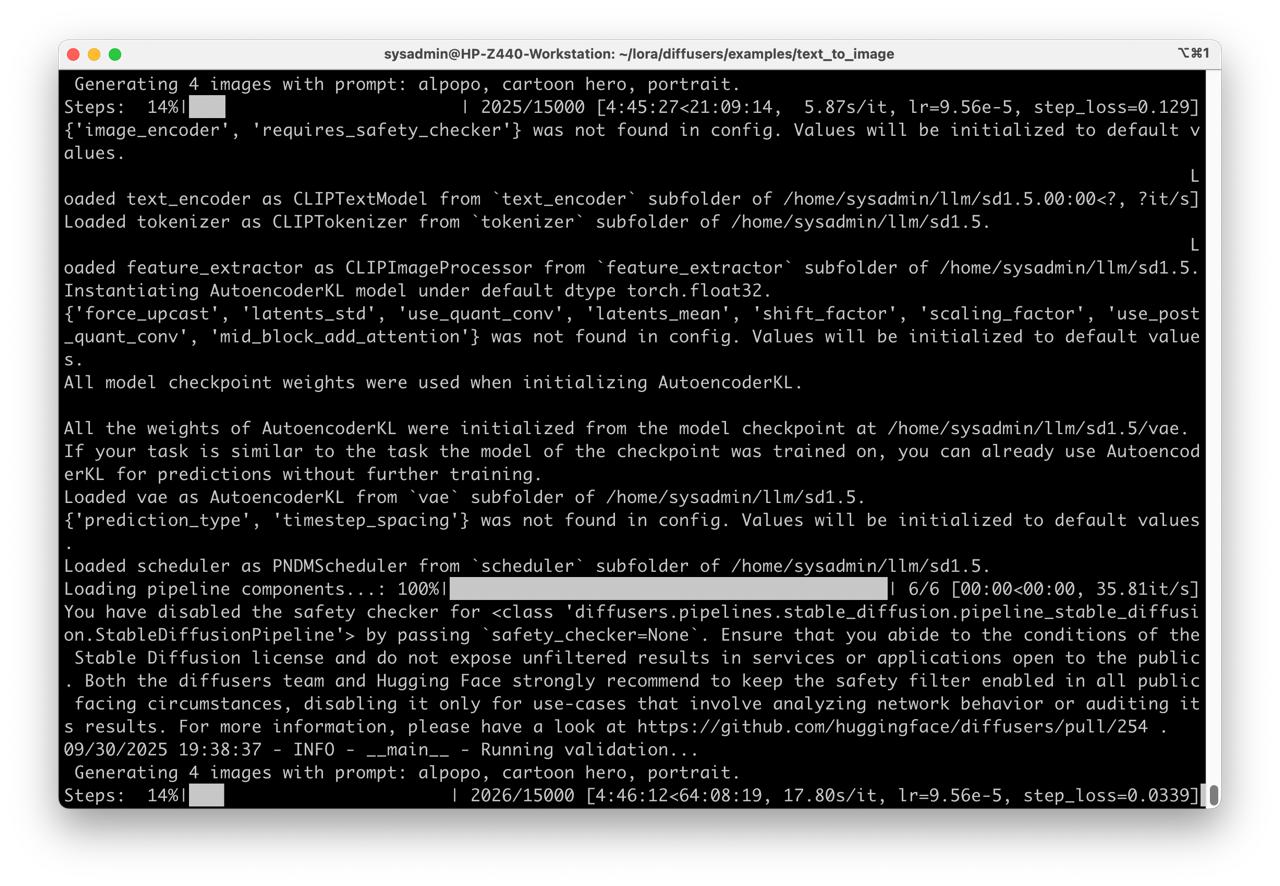 sysadmin@HP-Z440-Workstation: ~/lora/diffusers/examples/text_to_image
⌥⌘1
Generating 4 images with prompt: alpopo, cartoon hero, portrait.
Steps:  14%|       | 2025/15000 [4:45:27<21:09:14,  5.87s/it, lr=9.56e-5, step_loss=0.129]
{'image_encoder', 'requires_safety_checker'} was not found in config. Values will be initialized to default v
alues.
L
oaded text_encoder as CLIPTextModel from `text_encoder` subfolder of /home/sysadmin/llm/sd1.5.00:00<?, ?it/s]
Loaded tokenizer as CLIPTokenizer from `tokenizer` subfolder of /home/sysadmin/llm/sd1.5.
L
oaded feature_extractor as CLIPImageProcessor from `feature_extractor` subfolder of /home/sysadmin/llm/sd1.5.
Instantiating AutoencoderKL model under default dtype torch.float32.
{'force_upcast', 'latents_std', 'use_quant_conv', 'latents_mean', 'shift_factor', 'scaling_factor', 'use_post
_quant_conv', 'mid_block_add_attention'} was not found in config. Values will be initialized to default value
s.
All model checkpoint weights were used when initializing AutoencoderKL.
All the weights of AutoencoderKL were initialized from the model checkpoint at /home/sysadmin/llm/sd1.5/vae.
If your task is similar to the task the model of the checkpoint was trained on, you can already use Autoencod
erKL for predictions without further training.
Loaded vae as AutoencoderKL from `vae` subfolder of /home/sysadmin/llm/sd1.5.
{'prediction_type', 'timestep_spacing'} was not found in config. Values will be initialized to default values
.
Loaded scheduler as PNDMScheduler from `scheduler` subfolder of /home/sysadmin/llm/sd1.5.
Loading pipeline components...: 100%|       | 6/6 [00:00<00:00, 35.81it/s]
You have disabled the safety checker for <class 'diffusers.pipelines.stable_diffusion.pipeline_stable_diffusi
on.StableDiffusionPipeline'> by passing `safety_checker=None`. Ensure that you abide to the conditions of the
 Stable Diffusion license and do not expose unfiltered results in services or applications open to the public
. Both the diffusers team and Hugging Face strongly recommend to keep the safety filter enabled in all public
 facing circumstances, disabling it only for use-cases that involve analyzing network behavior or auditing it
s results. For more information, please have a look at https://github.com/huggingface/diffusers/pull/254 .
09/30/2025 19:38:37 - INFO - __main__ - Running validation...
 Generating 4 images with prompt: alpopo, cartoon hero, portrait.
Steps:  14%|       | 2026/15000 [4:46:12<64:08:19, 17.80s/it, lr=9.56e-5, step_loss=0.0339]